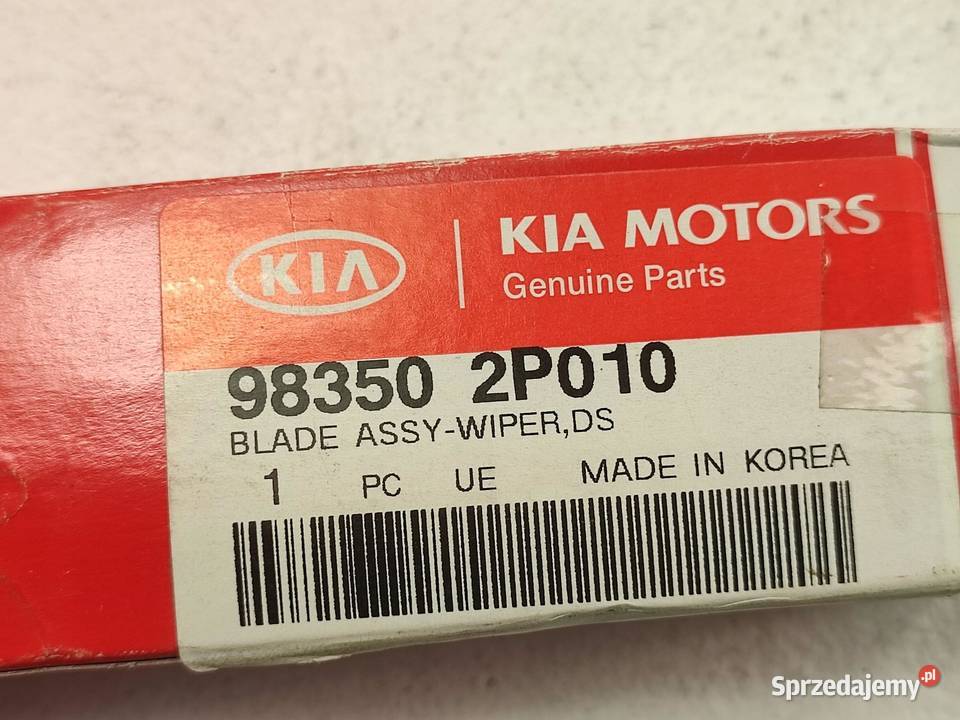 KIA
KIA MOTORS
Genuine Parts
98350 2P010
BLADE ASSY-WIPER,DS
1 PC UE MADE IN KOREA
Sprzedajemy.pl